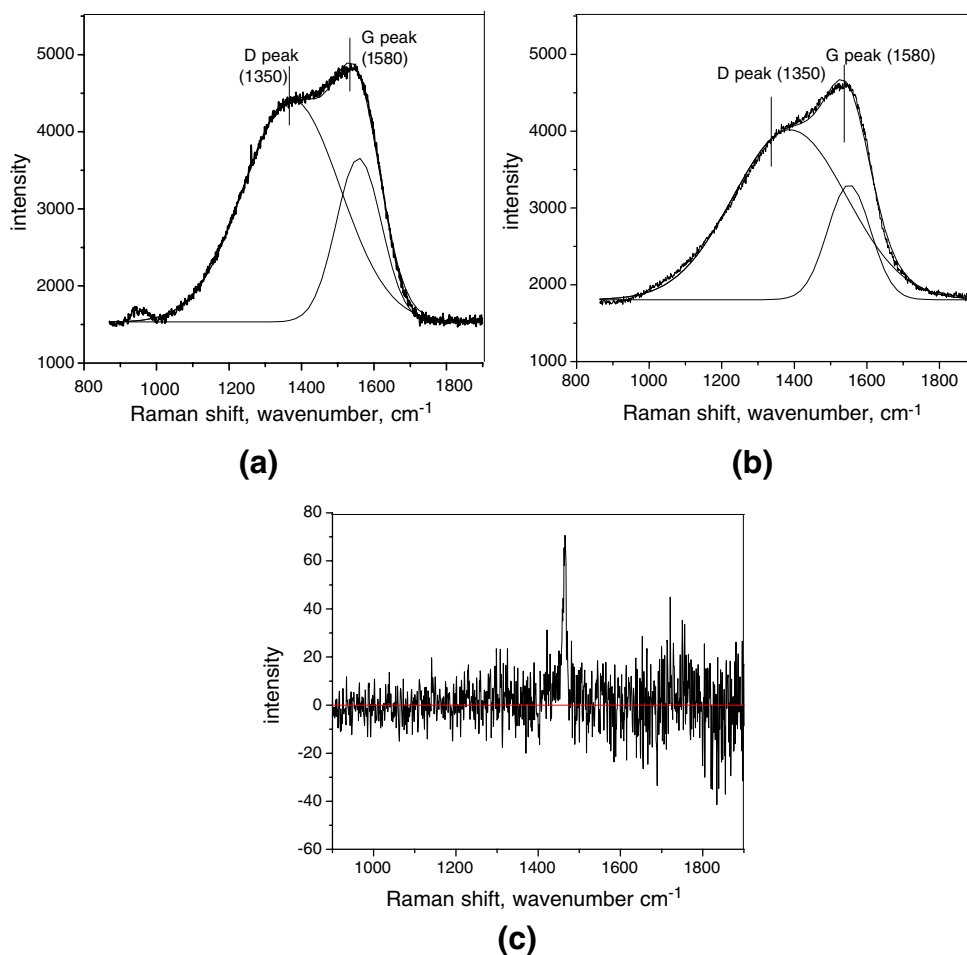 5000
4000
3000
2000
1000
800 1000 1200 1400 1600 1800
intensity
D peak
(1350)
G peak
(1580)
Raman shift, wavenumber, cm-1
(a)
5000
4000
3000
2000
1000
800 1000 1200 1400 1600 1800
intensity
D peak (1350)
G peak (1580)
Raman shift, wavenumber, cm-1
(b)
80
60
40
20
0
-20
-40
-60
1000 1200 1400 1600 1800
intensity
Raman shift, wavenumber cm-1
(c)